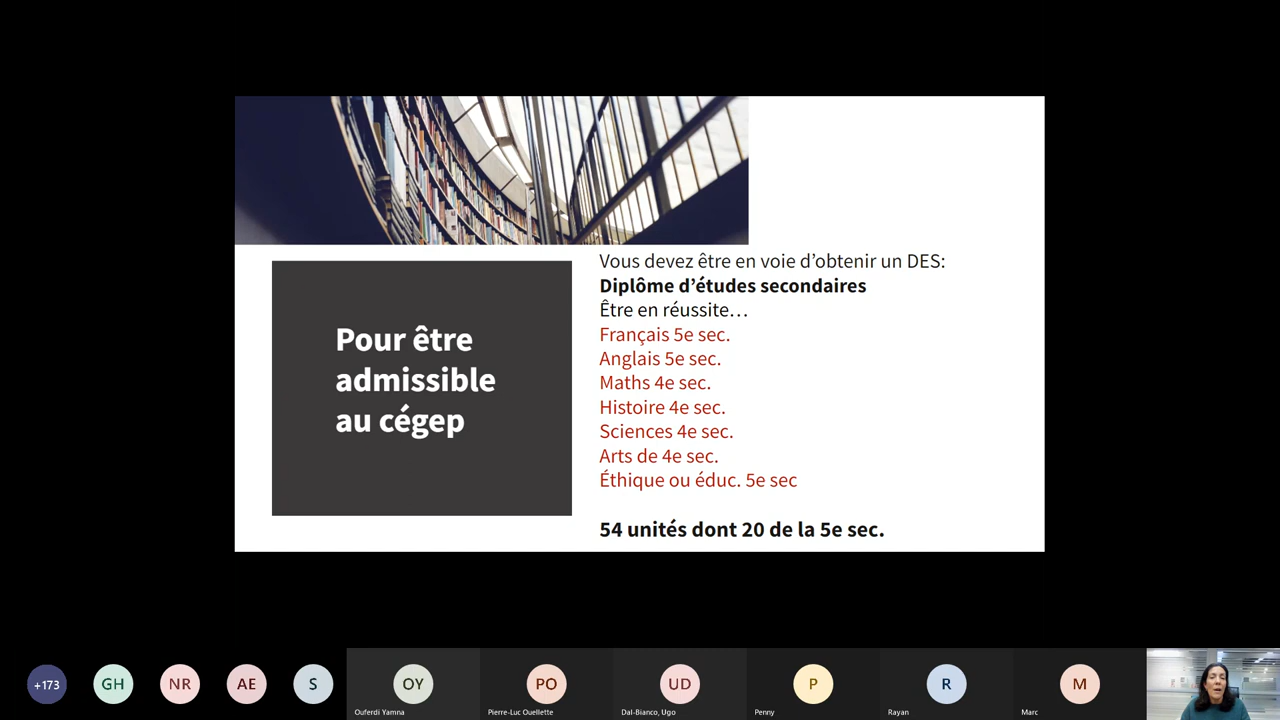 Vous devez être en voie d'obtenir un DES:
Diplôme d'études secondaires
Être en réussite…
Français 5e sec.
Anglais 5e sec.
Maths 4e sec.
Histoire 4e sec.
Sciences 4e sec.
Arts de 4e sec.
Éthique ou éduc. 5e sec
54 unités dont 20 de la 5e sec.
Pour être
admissible
au cégep
+173
GH
NR
AE
S
OY
PO
UD
P
R
M
Ouferdi Yamna
Pierre-Luc Ouellette
Dal-Bianco, Ugo
Penny
Rayan
Marc